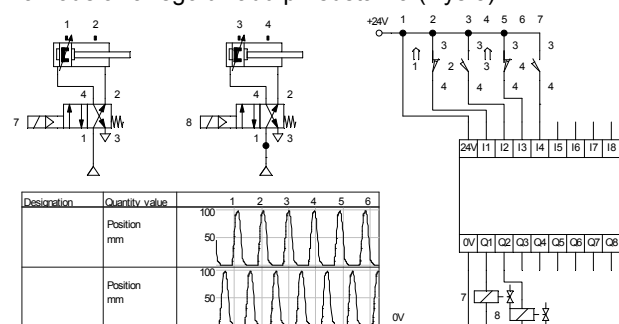 +24V 1 2 3 4 5 6 7
1 2
3 4
3 3 3 3
1 2 3
4 4 4 4
4 2
4 2
7
8
1 3
1 3
24V I1 I2 I3 I4 I5 I6 I7 I8
Designation Quantity value 1 2 3 4 5 6
100
Position
mm
50
0V Q1 Q2 Q3 Q4 Q5 Q6 Q7 Q8
100
Position
mm
50
7
8
0V